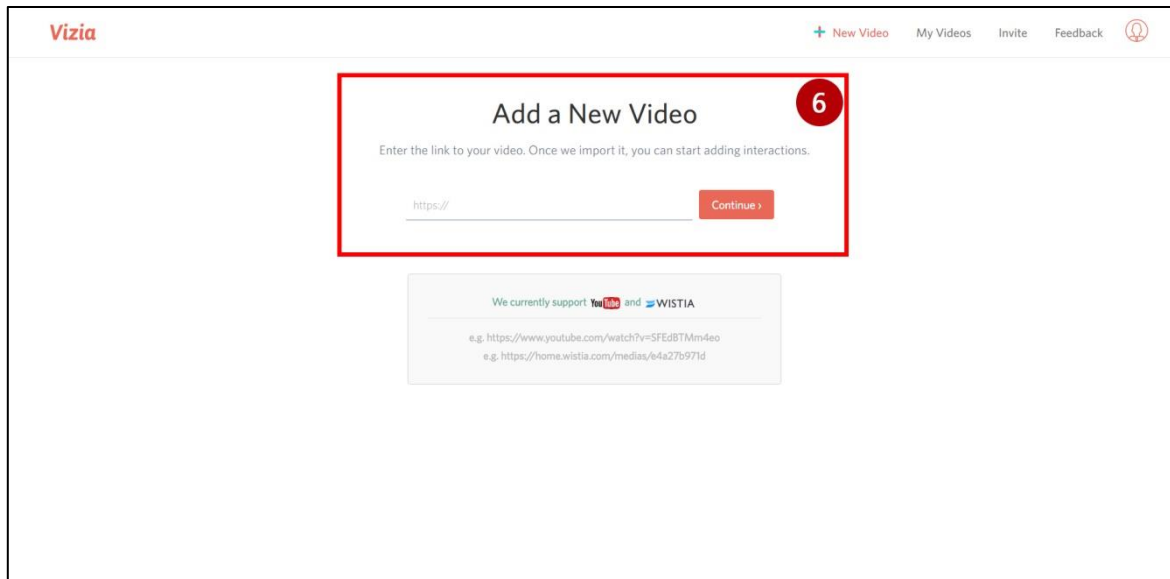 Vizia
+ New Video My Videos Invite Feedback
6
Add a New Video
Enter the link to your video. Once we import it, you can start adding interactions.
https:// Continue ›
We currently support YouTube and WISTIA
e.g. https://www.youtube.com/watch?v=SFEdBTMm4eo
e.g. https://home.wistia.com/medias/e4a27b971d